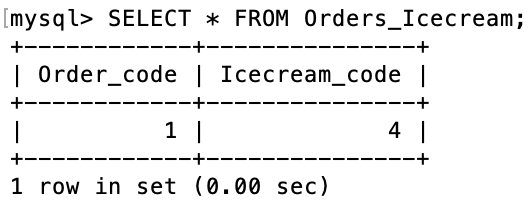 mysql> SELECT * FROM Orders_Icecream;
+------------+---------------+
| Order_code | Icecream_code |
+------------+---------------+
|          1 |             4 |
+------------+---------------+
1 row in set (0.00 sec)